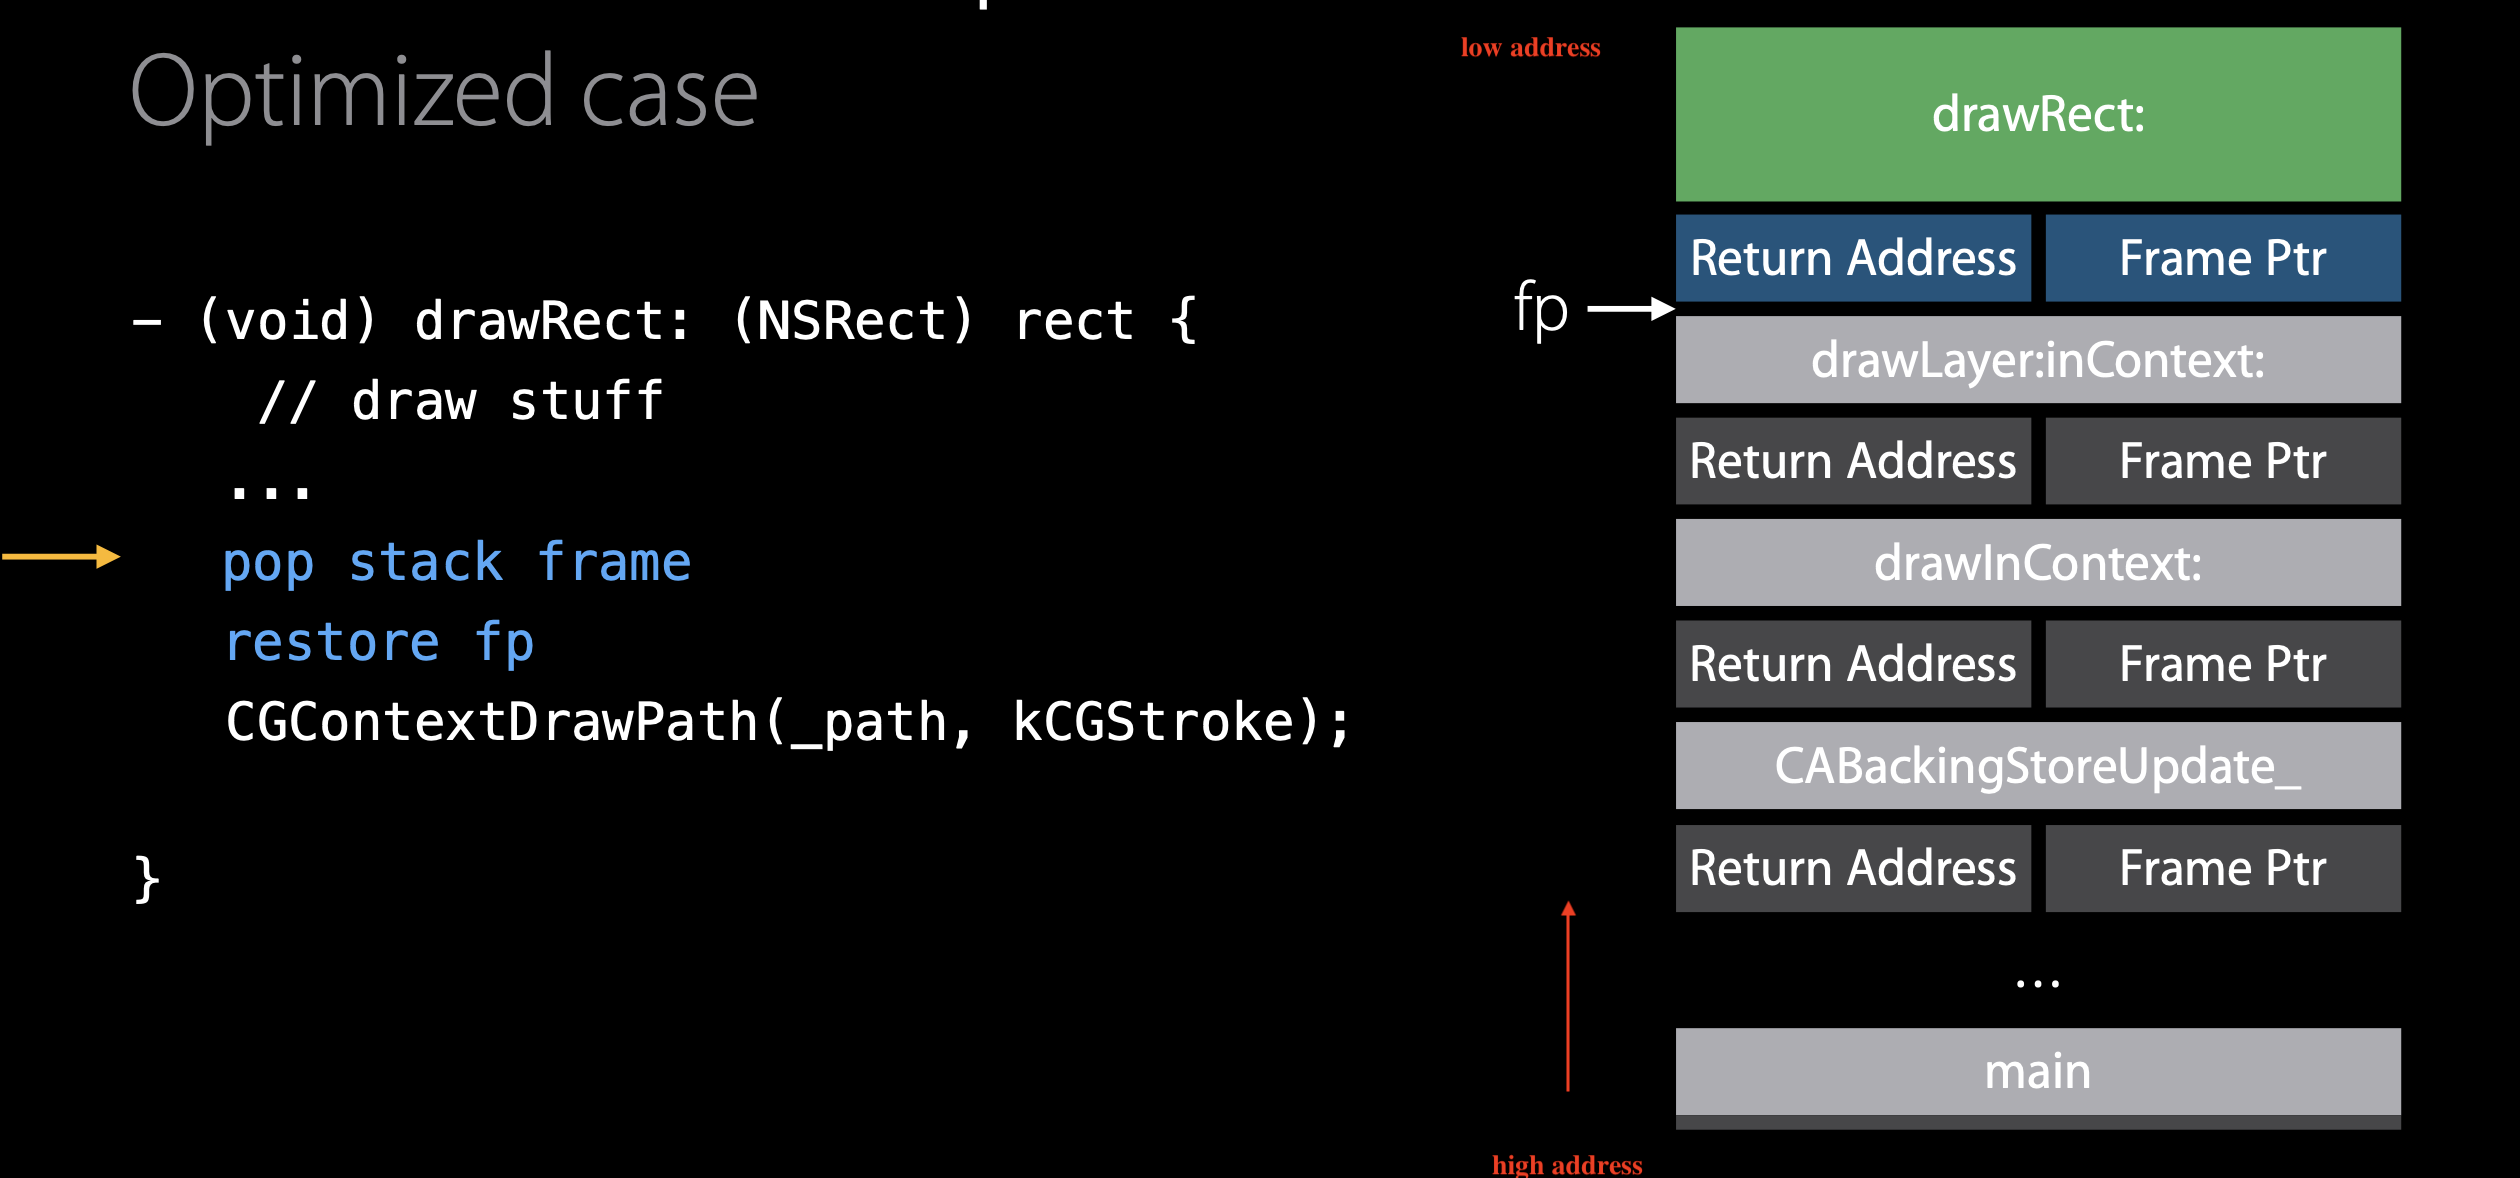 Optimized case
- (void) drawRect: (NSRect) rect {
// draw stuff
...
pop stack frame
restore fp
CGContextDrawPath(_path, kCGStroke);
}
low address
fp
high address
drawRect:
Return Address Frame Ptr
drawLayer:inContext:
Return Address Frame Ptr
drawInContext:
Return Address Frame Ptr
CABackingStoreUpdate_
Return Address Frame Ptr
...
main